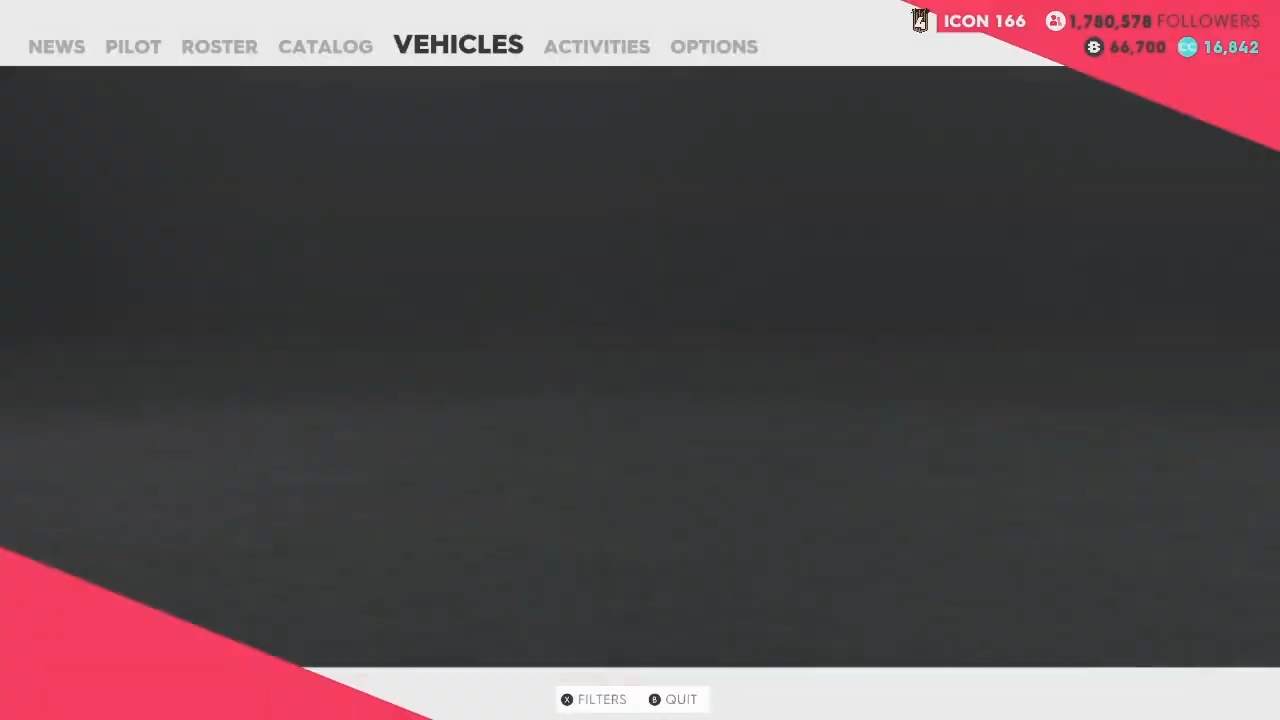 ICON 166 1,780,578 FOLLOWERS
NEWS PILOT ROSTER CATALOG VEHICLES ACTIVITIES OPTIONS
B 66,700 CC 16,842
X FILTERS B QUIT